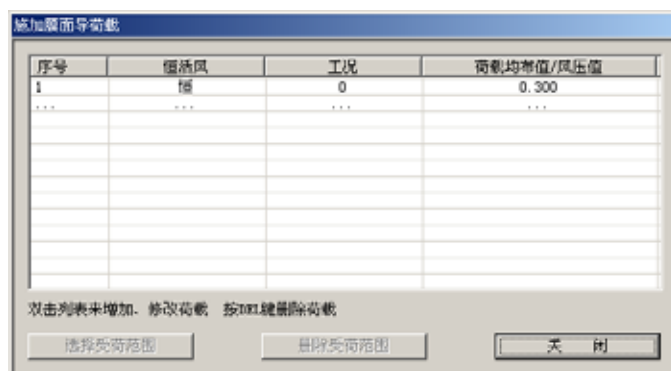 施加膜面导荷载
序号 恒活风 工况 荷载均布值/风压值
1 恒 0 0.300
... ... ... ...
双击列表来增加、修改荷载 按DEL键删除荷载
选择受荷范围 删除受荷范围 关 闭